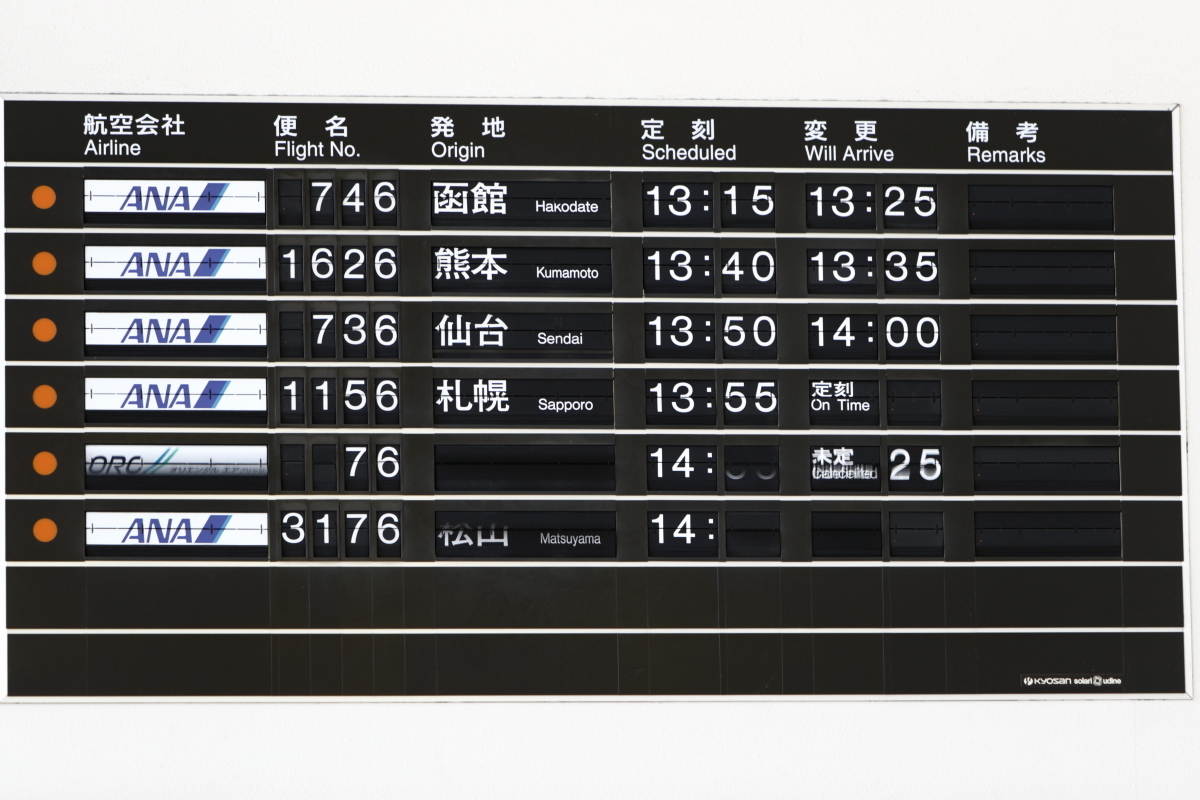 航空会社 便 名 発 地 定 刻 変 更 備 考
Airline Flight No. Origin Scheduled Will Arrive Remarks
ANA 746 函館 Hakodate 13:15 13:25
ANA 1626 熊本 Kumamoto 13:40 13:35
ANA 736 仙台 Sendai 13:50 14:00
ANA 1156 札幌 Sapporo 13:55 定刻
On Time
ORC 76 14: 未定 25
ANA 3176 松山 Matsuyama 14:
KYOSAN solari udine